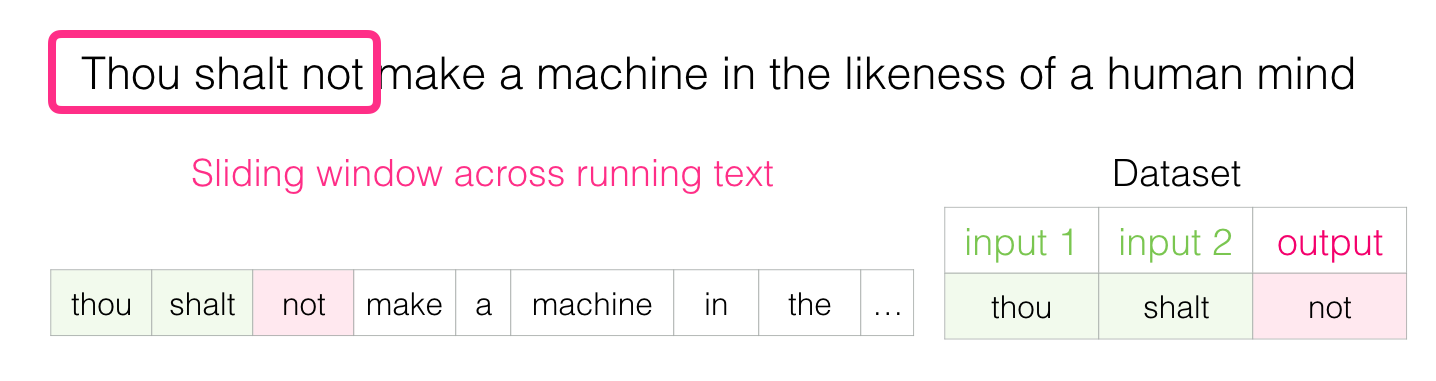 Thou shalt not make a machine in the likeness of a human mind
Sliding window across running text
thou shalt not make a machine in the ...
Dataset
input 1 input 2 output
thou shalt not